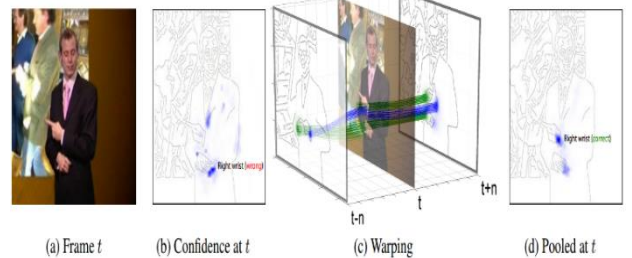 Right wrist (wrong)
t-n
t
t+n
Right wrist (correct)
(a) Frame t
(b) Confidence at t
(c) Warping
(d) Pooled at t